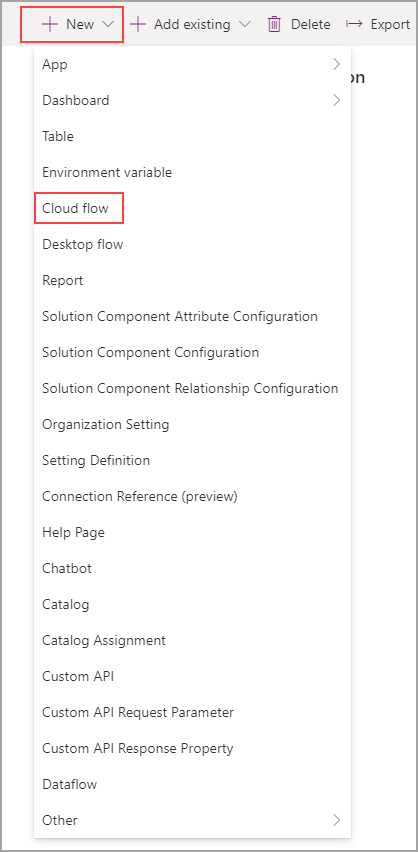 New Add existing Delete Export
App
on
Dashboard
Table
Environment variable
Cloud flow
Desktop flow
Report
Solution Component Attribute Configuration
Solution Component Configuration
Solution Component Relationship Configuration
Organization Setting
Setting Definition
Connection Reference (preview)
Help Page
Chatbot
Catalog
Catalog Assignment
Custom API
Custom API Request Parameter
Custom API Response Property
Dataflow
Other